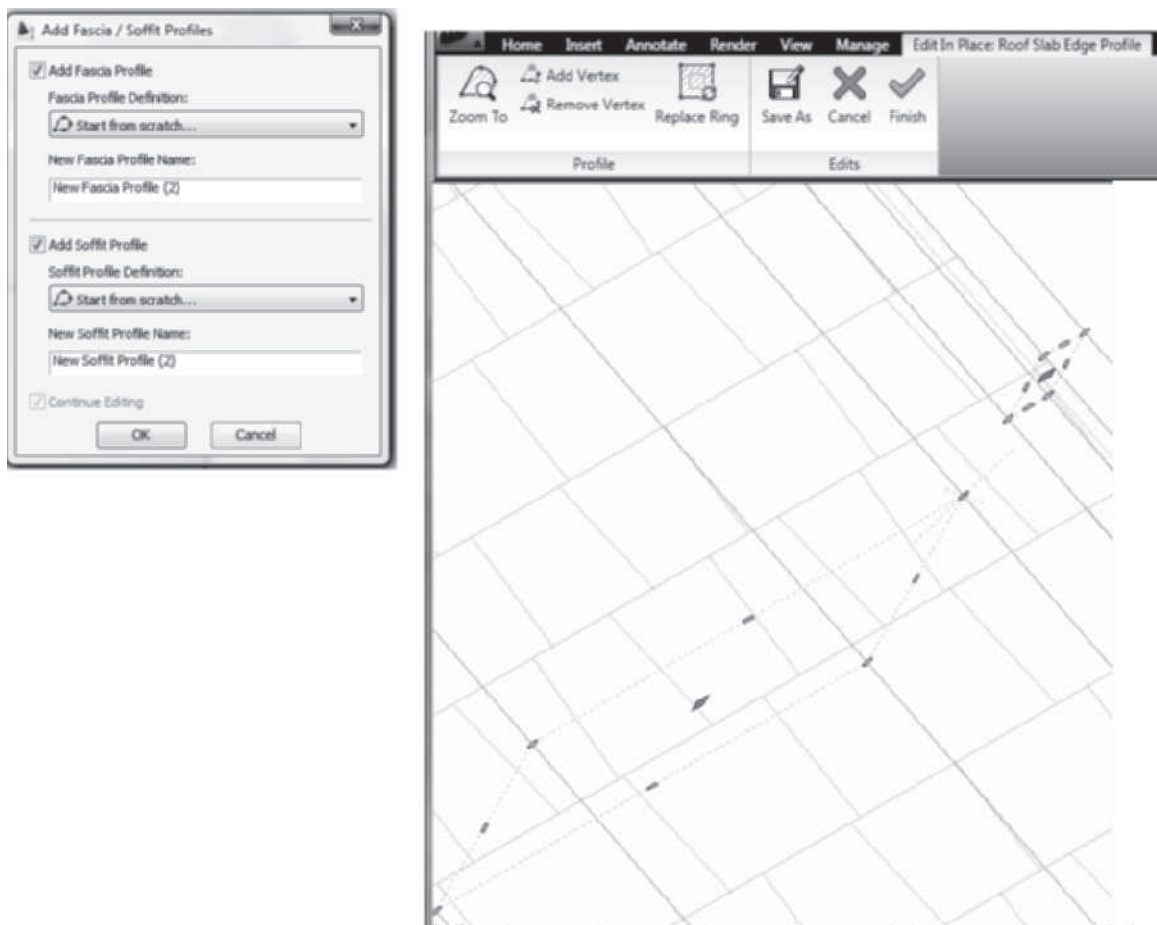 Add Fascia / Soffit Profiles
Add Fascia Profile
Fascia Profile Definition:
Start from scratch...
New Fascia Profile Name:
New Fascia Profile (2)
Add Soffit Profile
Soffit Profile Definition:
Start from scratch...
New Soffit Profile Name:
New Soffit Profile (2)
Continue Editing
OK Cancel
Home Insert Annotate Render View Manage Edit In Place: Roof Slab Edge Profile
Add Vertex
Remove Vertex
Zoom To Replace Ring Save As Cancel Finish
Profile Edits